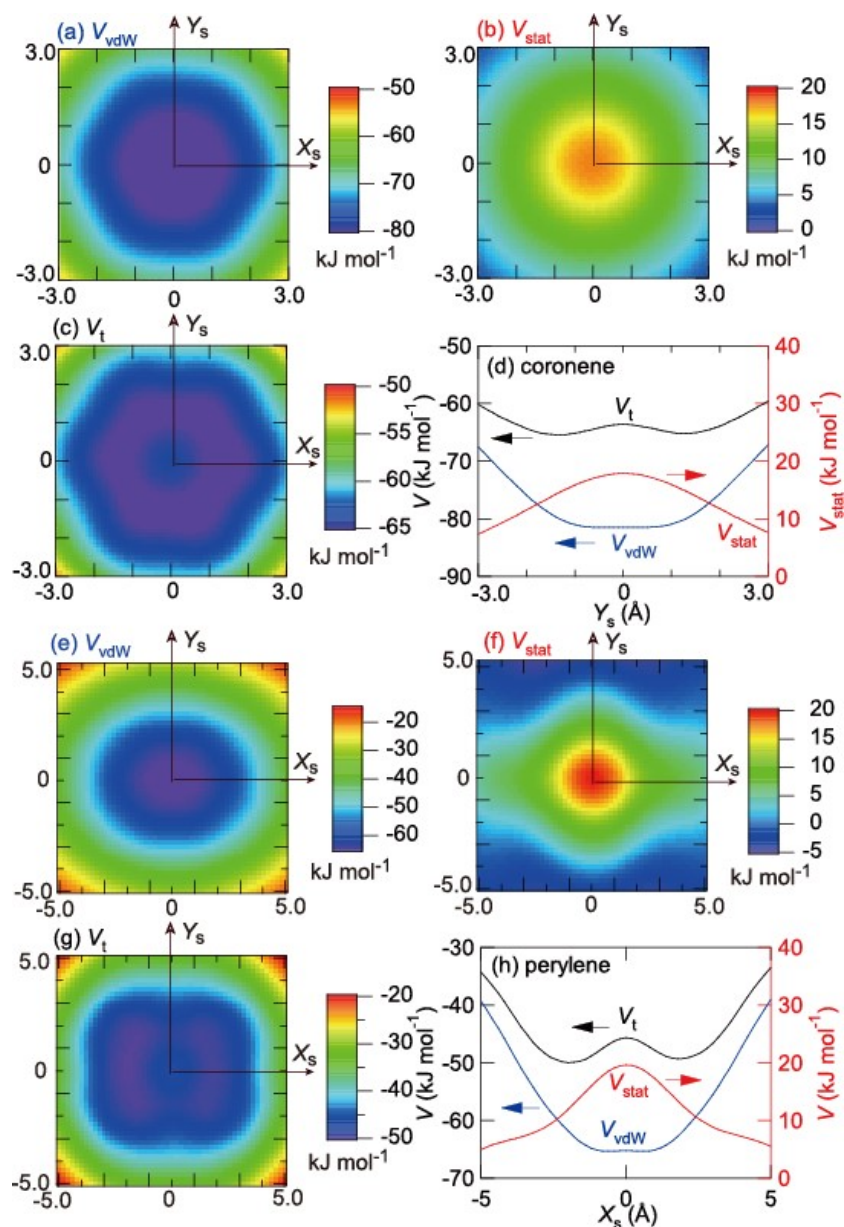 (a) VvdW
Ys
3.0
0
-3.0
-3.0
0
3.0
Xs
-50
-60
-70
-80
kJ mol-1
(b) Vstat
Ys
3.0
0
-3.0
-3.0
0
3.0
Xs
20
15
10
5
0
kJ mol-1
(c) Vt
Ys
3.0
0
-3.0
-3.0
0
3.0
Xs
-50
-55
-60
-65
kJ mol-1
(d) coronene
-50
-60
-70
-80
-90
V (kJ mol-1)
40
30
20
10
0
Vstat (kJ mol-1)
Vt
VvdW
Vstat
-3.0
0
3.0
Ys (Å)
(e) VvdW
Ys
5.0
0
-5.0
-5.0
0
5.0
Xs
-20
-30
-40
-50
-60
kJ mol-1
(f) Vstat
Ys
5.0
0
-5.0
-5.0
0
5.0
Xs
20
15
10
5
0
-5
kJ mol-1
(g) Vt
Ys
5.0
0
-5.0
-5.0
0
5.0
Xs
-20
-30
-40
-50
kJ mol-1
(h) perylene
-30
-40
-50
-60
-70
V (kJ mol-1)
40
30
20
10
0
V (kJ mol-1)
Vt
Vstat
VvdW
-5
0
5
Xs (Å)